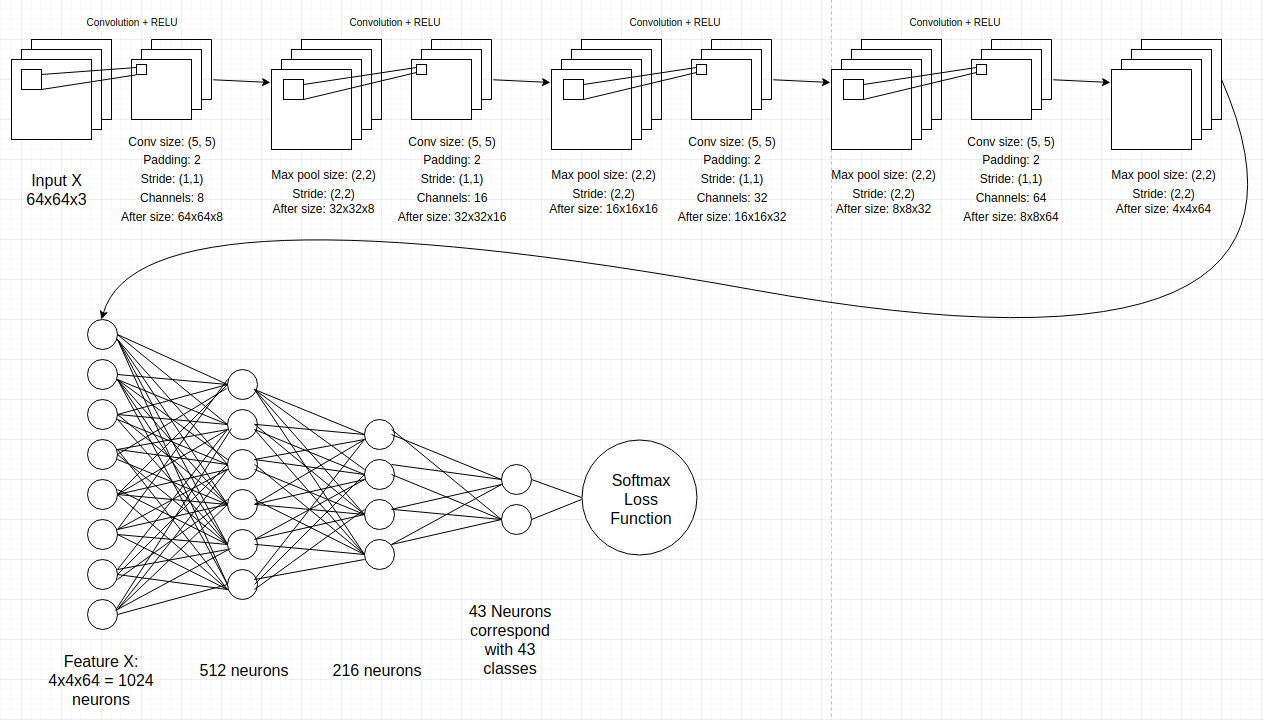 Convolution + RELU
Convolution + RELU
Convolution + RELU
Convolution + RELU
Input X
64x64x3
Conv size: (5, 5)
Padding: 2
Stride: (1,1)
Channels: 8
After size: 64x64x8
Max pool size: (2,2)
Stride: (2,2)
After size: 32x32x8
Conv size: (5, 5)
Padding: 2
Stride: (1,1)
Channels: 16
After size: 32x32x16
Max pool size: (2,2)
Stride: (2,2)
After size: 16x16x16
Conv size: (5, 5)
Padding: 2
Stride: (1,1)
Channels: 32
After size: 16x16x32
Max pool size: (2,2)
Stride: (2,2)
After size: 8x8x32
Conv size: (5, 5)
Padding: 2
Stride: (1,1)
Channels: 64
After size: 8x8x64
Max pool size: (2,2)
Stride: (2,2)
After size: 4x4x64
Softmax
Loss
Function
Feature X:
4x4x64 = 1024
neurons
512 neurons
216 neurons
43 Neurons
correspond
with 43
classes